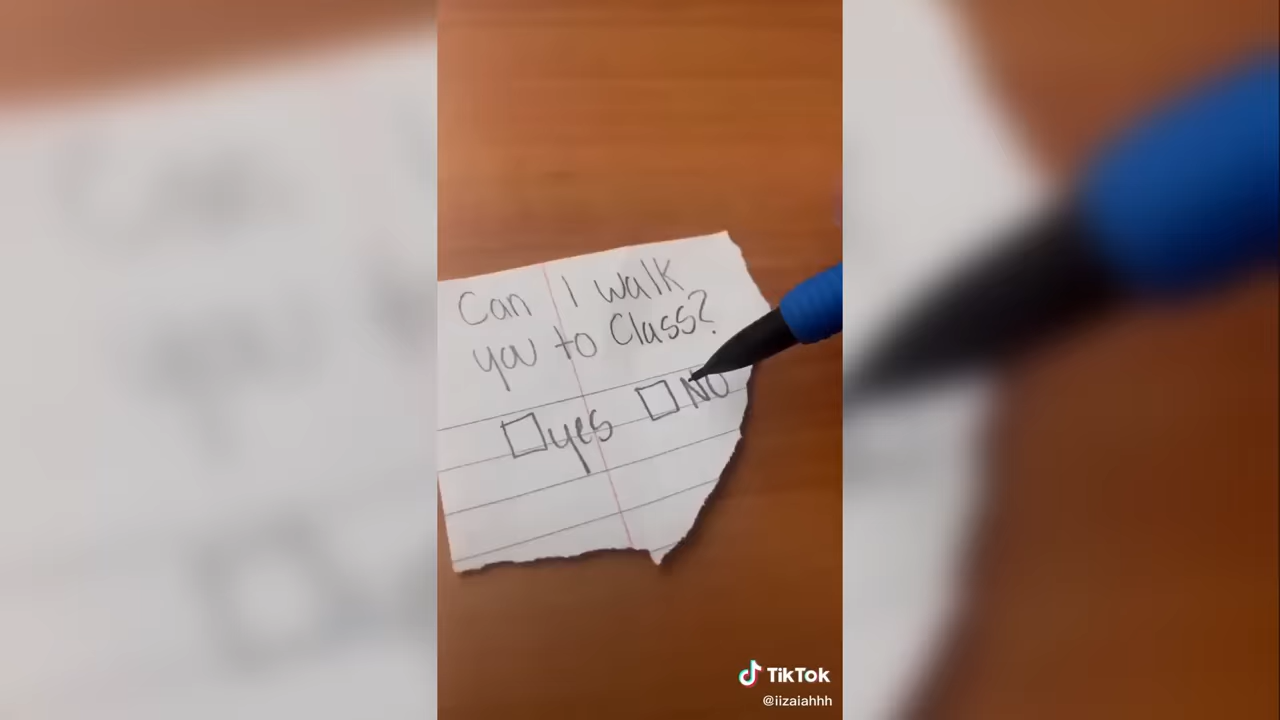 Can I walk
you to Class?
yes NO
TikTok
@iizaiahhh